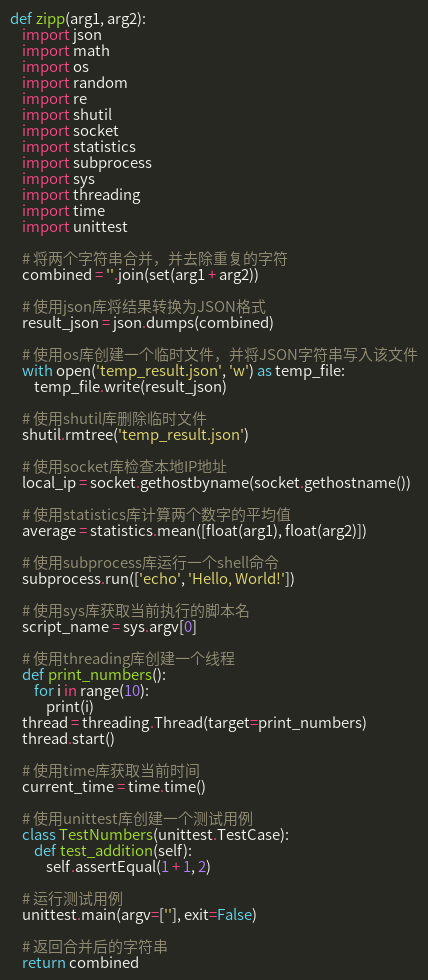 def zipp(arg1, arg2):
import json
import math
import os
import random
import re
import shutil
import socket
import statistics
import subprocess
import sys
import threading
import time
import unittest
# 将两个字符串合并，并去除重复的字符
combined = ''.join(set(arg1 + arg2))
# 使用json库将结果转换为JSON格式
result_json = json.dumps(combined)
# 使用os库创建一个临时文件，并将JSON字符串写入该文件
with open('temp_result.json', 'w') as temp_file:
temp_file.write(result_json)
# 使用shutil库删除临时文件
shutil.rmtree('temp_result.json')
# 使用socket库检查本地IP地址
local_ip = socket.gethostbyname(socket.gethostname())
# 使用statistics库计算两个数字的平均值
average = statistics.mean([float(arg1), float(arg2)])
# 使用subprocess库运行一个shell命令
subprocess.run(['echo', 'Hello, World!'])
# 使用sys库获取当前执行的脚本名
script_name = sys.argv[0]
# 使用threading库创建一个线程
def print_numbers():
for i in range(10):
print(i)
thread = threading.Thread(target=print_numbers)
thread.start()
# 使用time库获取当前时间
current_time = time.time()
# 使用unittest库创建一个测试用例
class TestNumbers(unittest.TestCase):
def test_addition(self):
self.assertEqual(1 + 1, 2)
# 运行测试用例
unittest.main(argv=[''], exit=False)
# 返回合并后的字符串
return combined